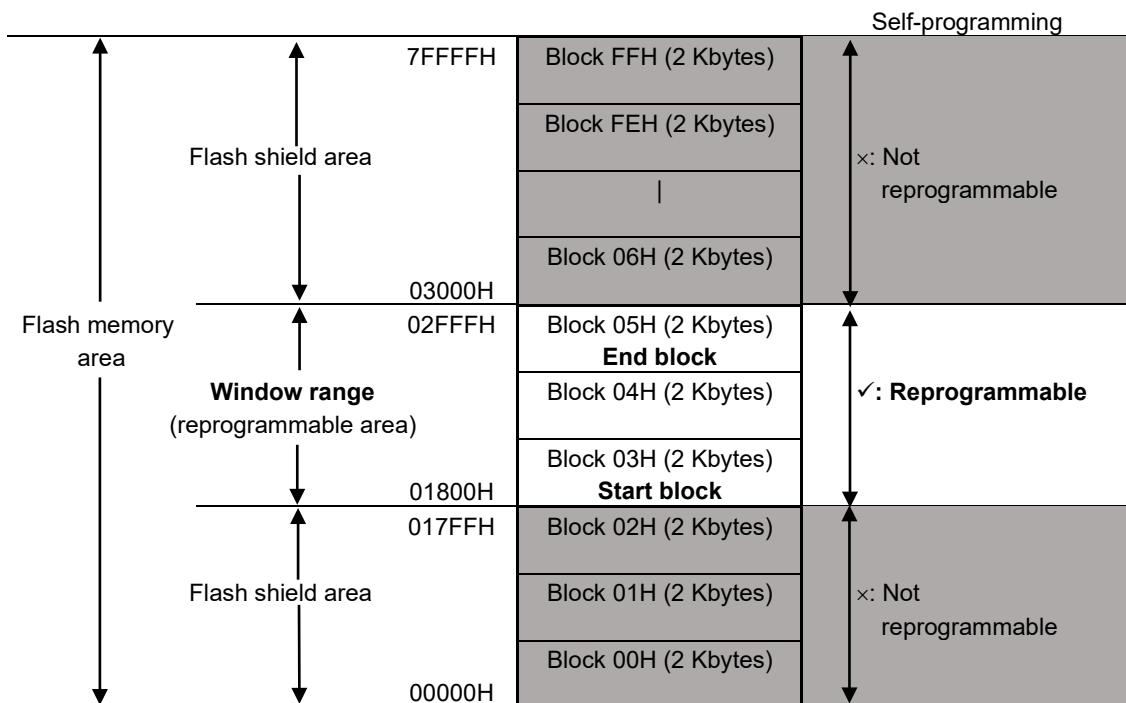 Self-programming
7FFFFH
Block FFH (2 Kbytes)
Block FEH (2 Kbytes)
Flash shield area
×: Not
reprogrammable
|
Block 06H (2 Kbytes)
03000H
Flash memory
area
02FFFH
Block 05H (2 Kbytes)
End block
Window range
(reprogrammable area)
Block 04H (2 Kbytes)
✓: Reprogrammable
Block 03H (2 Kbytes)
01800H
Start block
017FFH
Block 02H (2 Kbytes)
Flash shield area
Block 01H (2 Kbytes)
×: Not
reprogrammable
Block 00H (2 Kbytes)
00000H